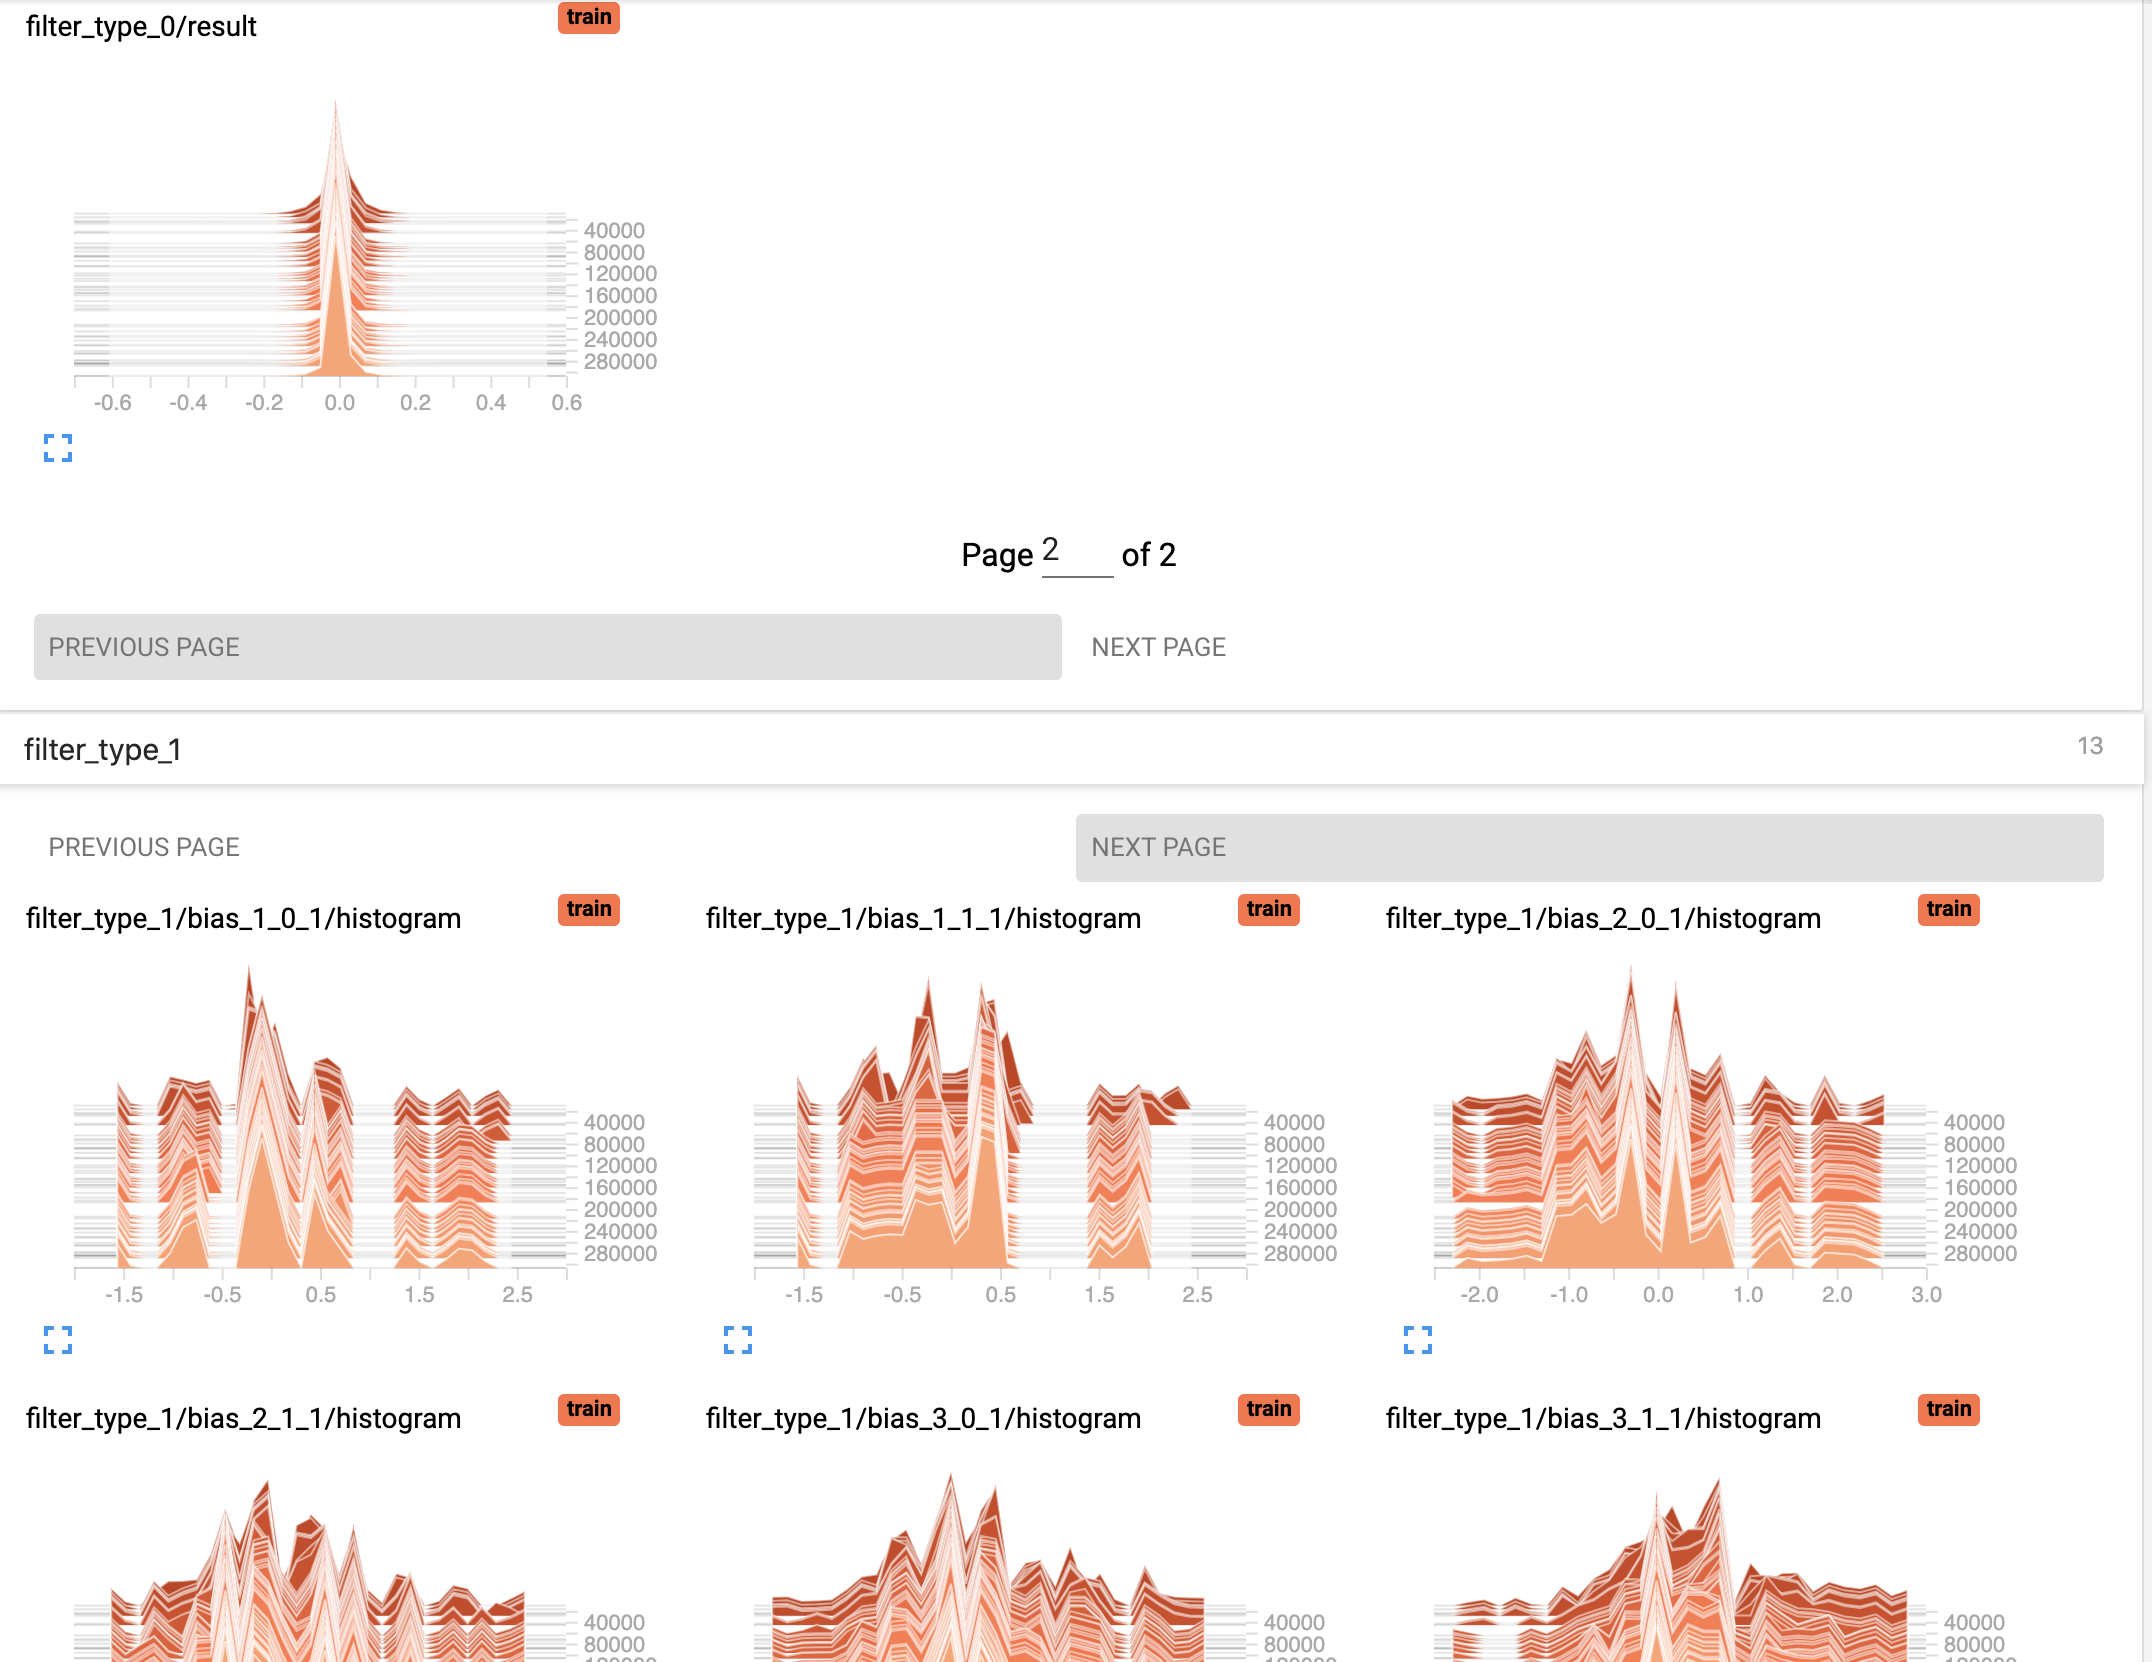 filter_type_0/result train
40000
80000
120000
160000
200000
240000
280000
-0.6 -0.4 -0.2 0.0 0.2 0.4 0.6
Page 2 of 2
PREVIOUS PAGE NEXT PAGE
filter_type_1 13
PREVIOUS PAGE NEXT PAGE
filter_type_1/bias_1_0_1/histogram train
40000
80000
120000
160000
200000
240000
280000
-1.5 -0.5 0.5 1.5 2.5
filter_type_1/bias_1_1_1/histogram train
40000
80000
120000
160000
200000
240000
280000
-1.5 -0.5 0.5 1.5 2.5
filter_type_1/bias_2_0_1/histogram train
40000
80000
120000
160000
200000
240000
280000
-2.0 -1.0 0.0 1.0 2.0 3.0
filter_type_1/bias_2_1_1/histogram train
40000
80000
filter_type_1/bias_3_0_1/histogram train
40000
80000
filter_type_1/bias_3_1_1/histogram train
40000
80000